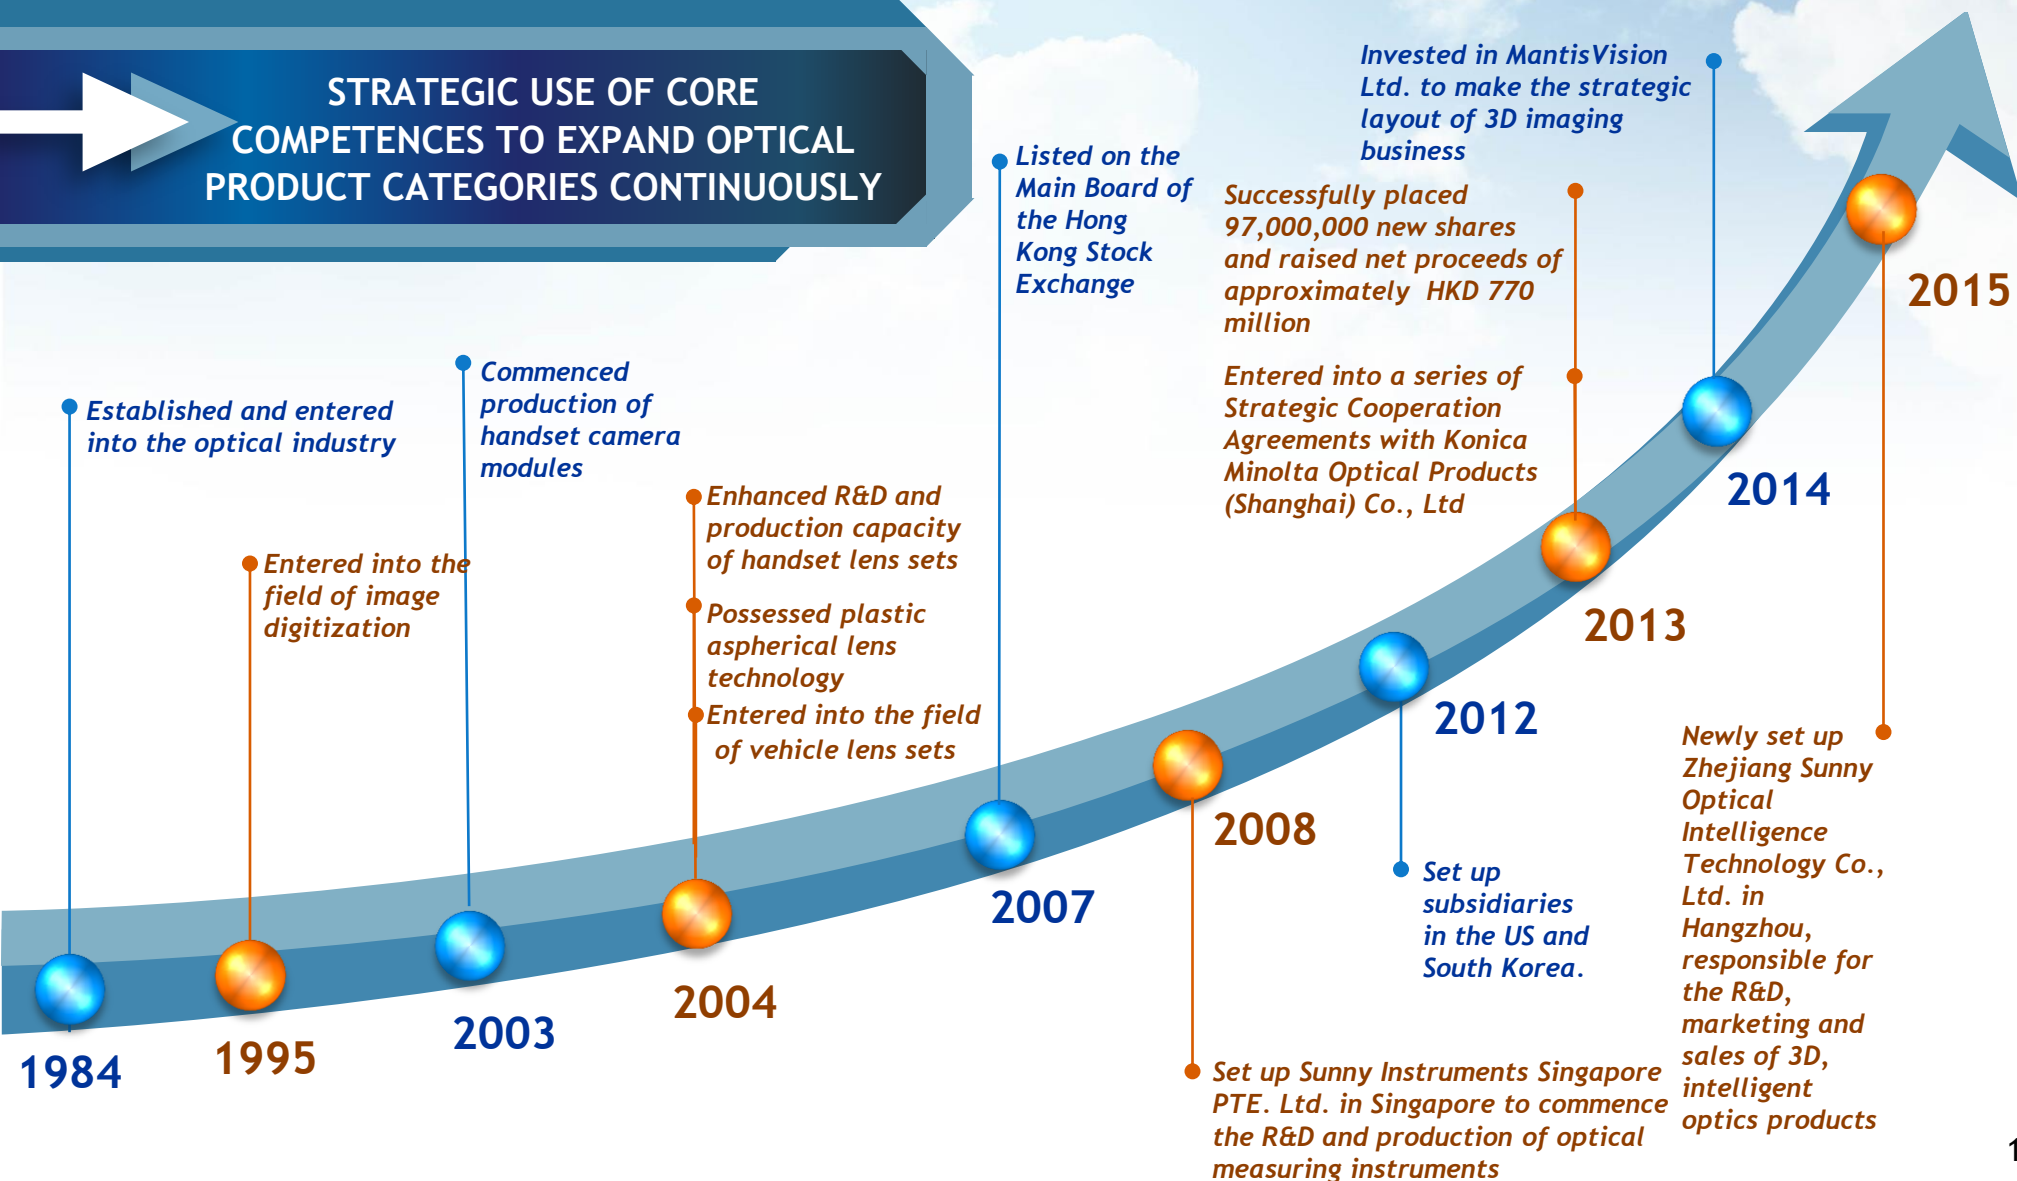 STRATEGIC USE OF CORE
COMPETENCES TO EXPAND OPTICAL
PRODUCT CATEGORIES CONTINUOUSLY
Established and entered
into the optical industry
1984
Entered into the
field of image
digitization
1995
Commenced
production of
handset camera
modules
2003
Enhanced R&D and
production capacity
of handset lens sets
Possessed plastic
aspherical lens
technology
Entered into the field
of vehicle lens sets
2004
Listed on the
Main Board of
the Hong
Kong Stock
Exchange
2007
2008
Set up Sunny Instruments Singapore
PTE. Ltd. in Singapore to commence
the R&D and production of optical
measuring instruments
2012
Set up
subsidiaries
in the US and
South Korea.
Successfully placed
97,000,000 new shares
and raised net proceeds of
approximately HKD 770
million
Entered into a series of
Strategic Cooperation
Agreements with Konica
Minolta Optical Products
(Shanghai) Co., Ltd
2013
Invested in MantisVision
Ltd. to make the strategic
layout of 3D imaging
business
2014
2015
Newly set up
Zhejiang Sunny
Optical
Intelligence
Technology Co.,
Ltd. in
Hangzhou,
responsible for
the R&D,
marketing and
sales of 3D,
intelligent
optics products